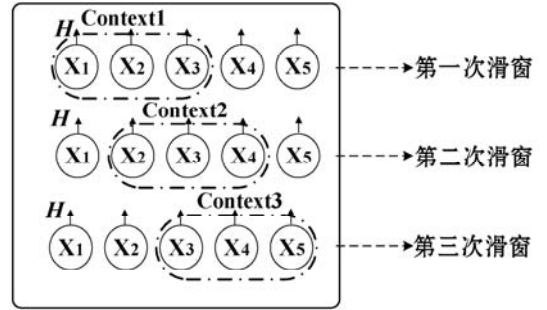 H Context1
X1 X2 X3 X4 X5 第一次滑窗
H Context2
X1 X2 X3 X4 X5 第二次滑窗
H Context3
X1 X2 X3 X4 X5 第三次滑窗